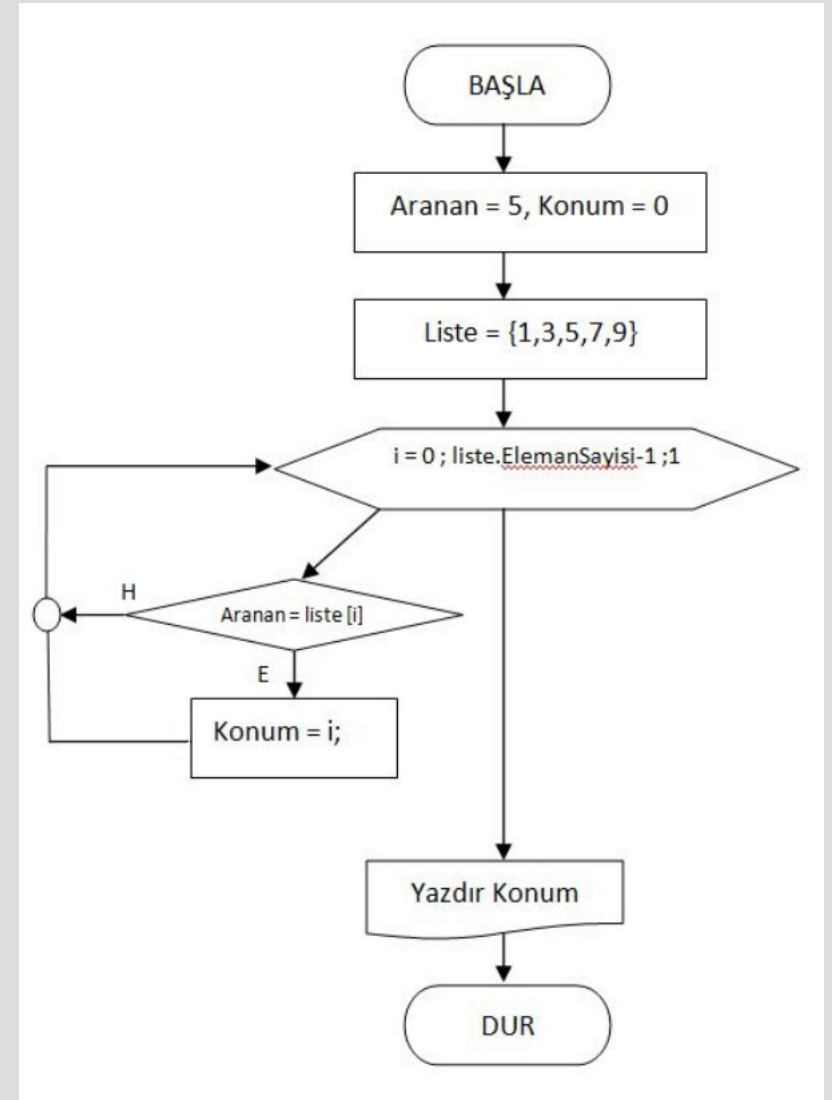 BAŞLA
Aranan = 5, Konum = 0
Liste = {1,3,5,7,9}
i = 0 ; liste.ElemanSayisi-1 ;1
H
Aranan = liste [i]
E
Konum = i;
Yazdır Konum
DUR